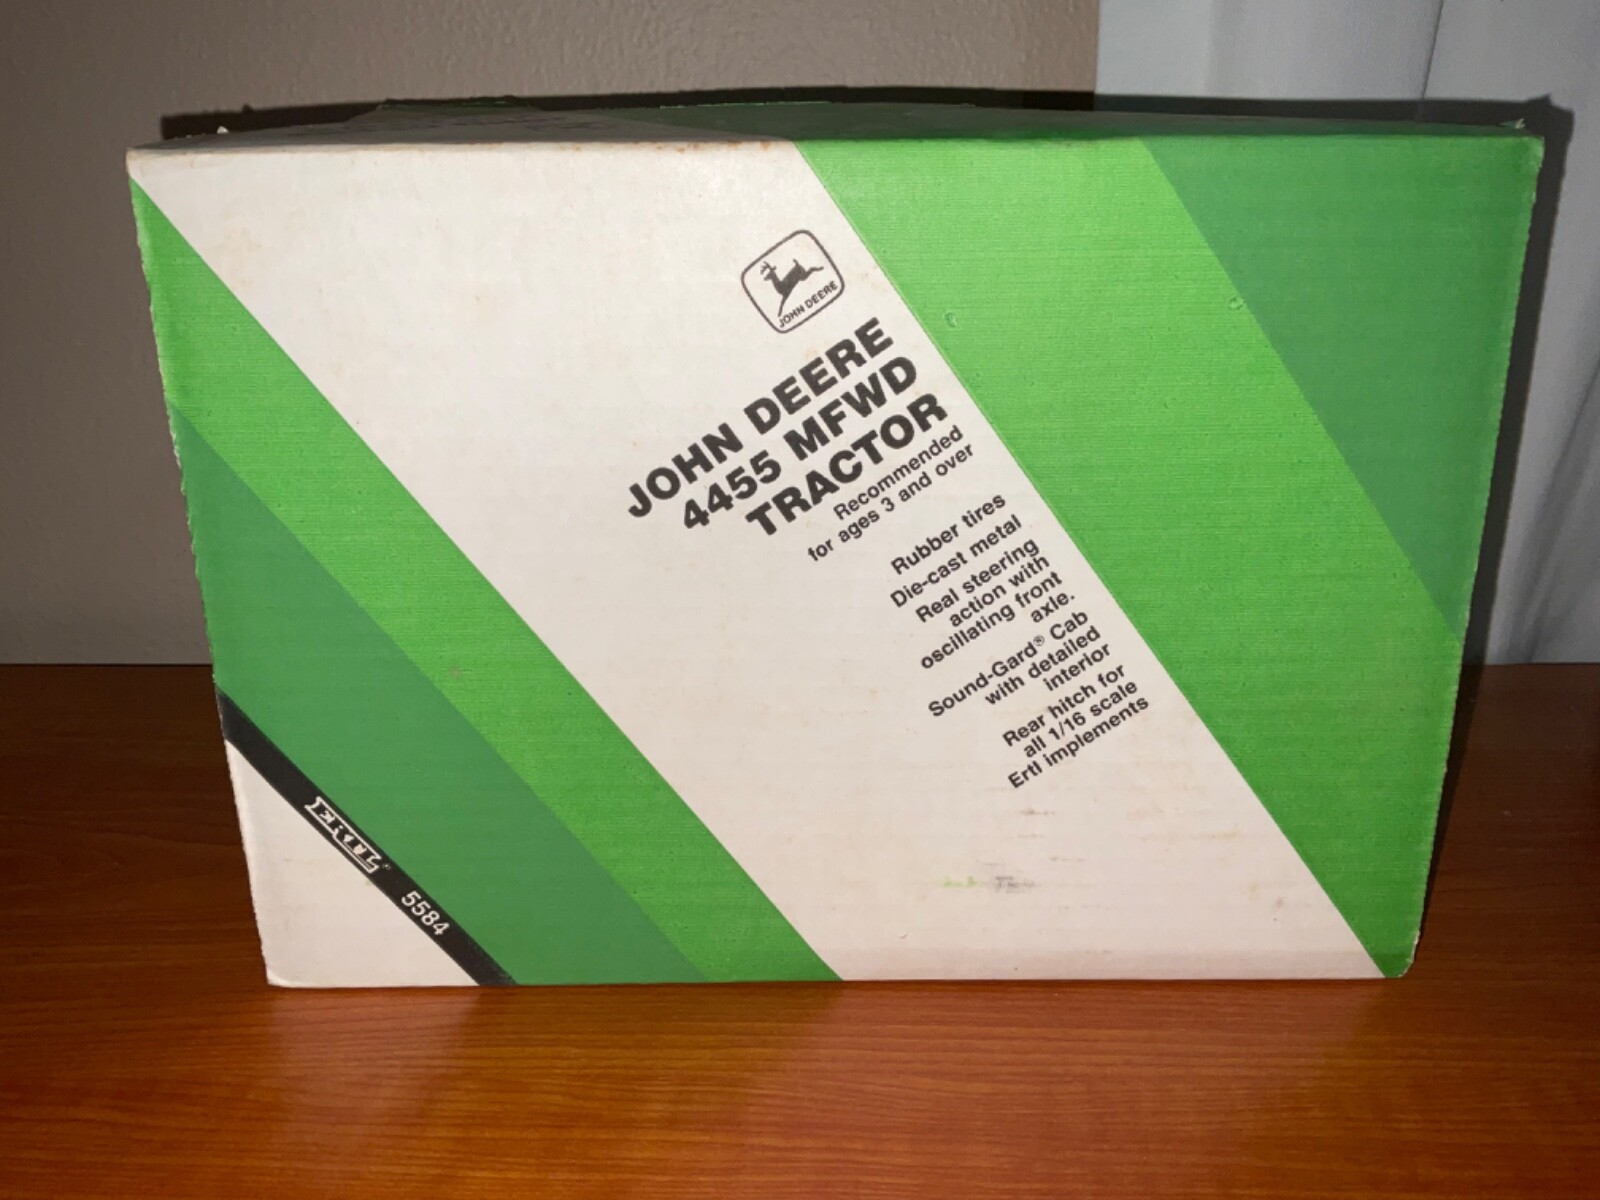 JOHN DEERE
JOHN DEERE
4455 MFWD
TRACTOR
Recommended
for ages 3 and over
Rubber tires
Die-cast metal
Real steering
action with
oscillating front
axle.
Sound-Gard® Cab
with detailed
interior
Rear hitch for
all 1/16 scale
Ertl implements
ERTL 5584